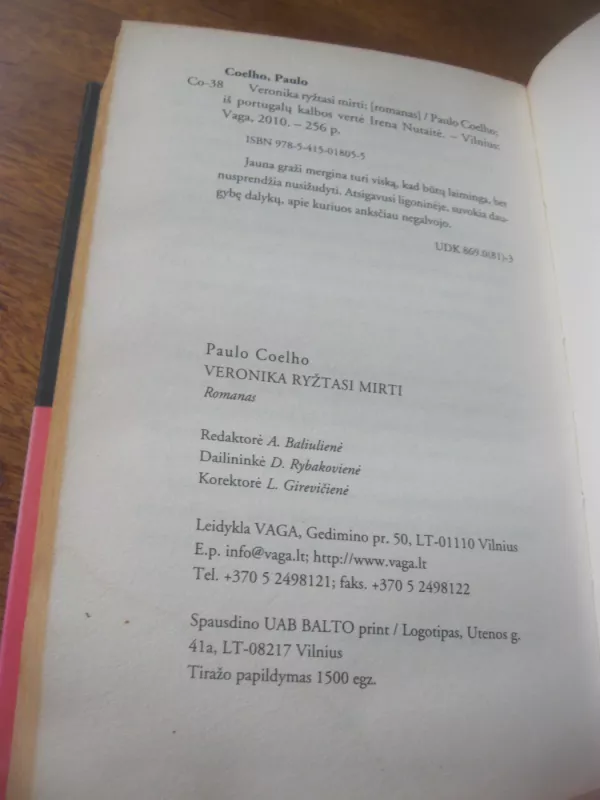 Coelho, Paulo
Co-38 Veronika ryžtasi mirti: [romanas] / Paulo Coelho;
iš portugalų kalbos vertė Irena Nutaitė. – Vilnius:
Vaga, 2010. – 256 p.
ISBN 978-5-415-01805-5
Jauna graži mergina turi viską, kad būtų laiminga, bet
nusprendžia nusižudyti. Atsigavusi ligoninėje, suvokia dau-
gybę dalykų, apie kuriuos anksčiau negalvojo.
UDK 869.0(81)-3
Paulo Coelho
VERONIKA RYŽTASI MIRTI
Romanas
Redaktorė A. Baliulienė
Dailininkė D. Rybakovienė
Korektorė L. Girevičienė
Leidykla VAGA, Gedimino pr. 50, LT-01110 Vilnius
E.p. info@vaga.lt; http://www.vaga.lt
Tel. +370 5 2498121; faks. +370 5 2498122
Spausdino UAB BALTO print / Logotipas, Utenos g.
41a, LT-08217 Vilnius
Tiražo papildymas 1500 egz.